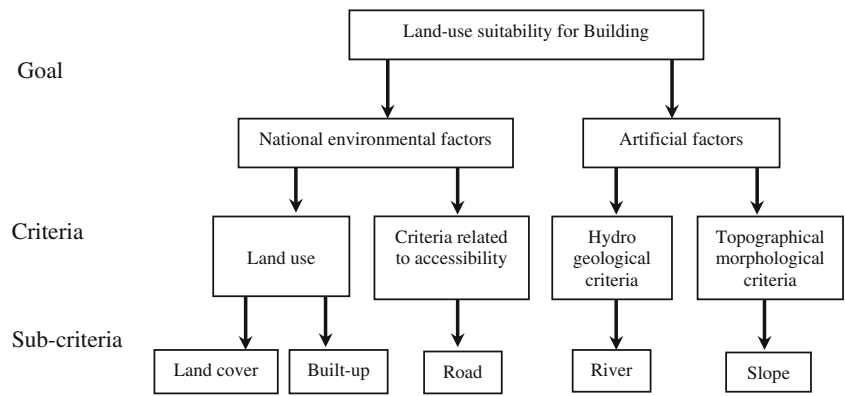 Land-use suitability for Building
Goal
National environmental factors
Artificial factors
Criteria
Land use
Criteria related
to accessibility
Hydro
geological
criteria
Topographical
morphological
criteria
Sub-criteria
Land cover
Built-up
Road
River
Slope